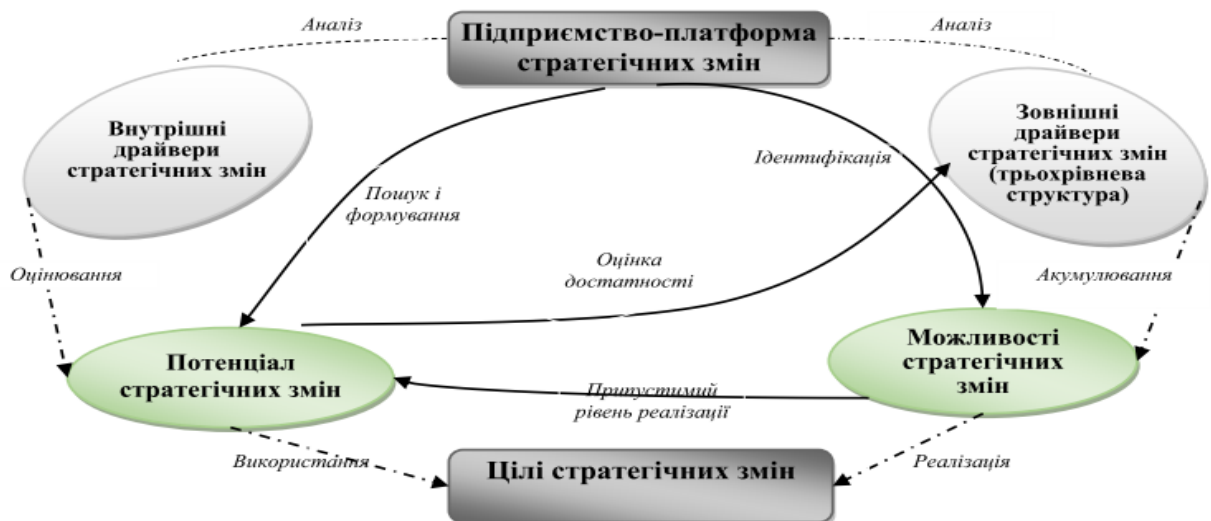 Аналіз
Підприємство-платформа
стратегічних змін
Аналіз
Внутрішні
драйвери
стратегічних змін
Зовнішні
драйвери
стратегічних змін
(трьохрівнева
структура)
Ідентифікація
Пошук і
формування
Оцінювання
Оцінка
достатності
Акумулювання
Потенціал
стратегічних змін
Можливості
стратегічних
змін
Припустимий
рівень реалізації
Використання
Цілі стратегічних змін
Реалізація